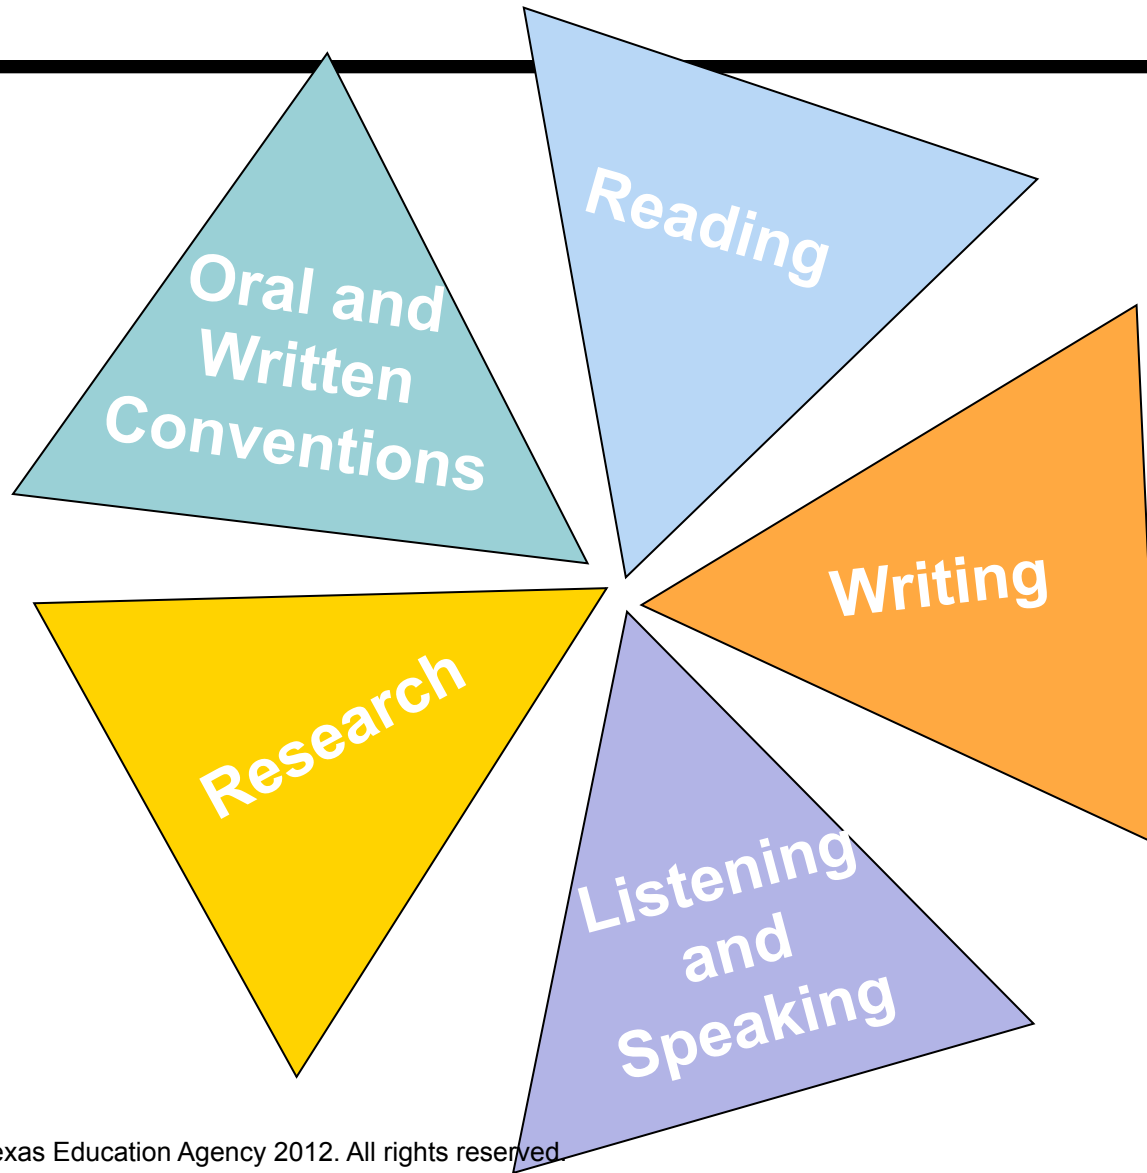 Reading
Oral and
Written
Conventions
Writing
Research
Listening
and
Speaking
exas Education Agency 2012. All rights reserved.